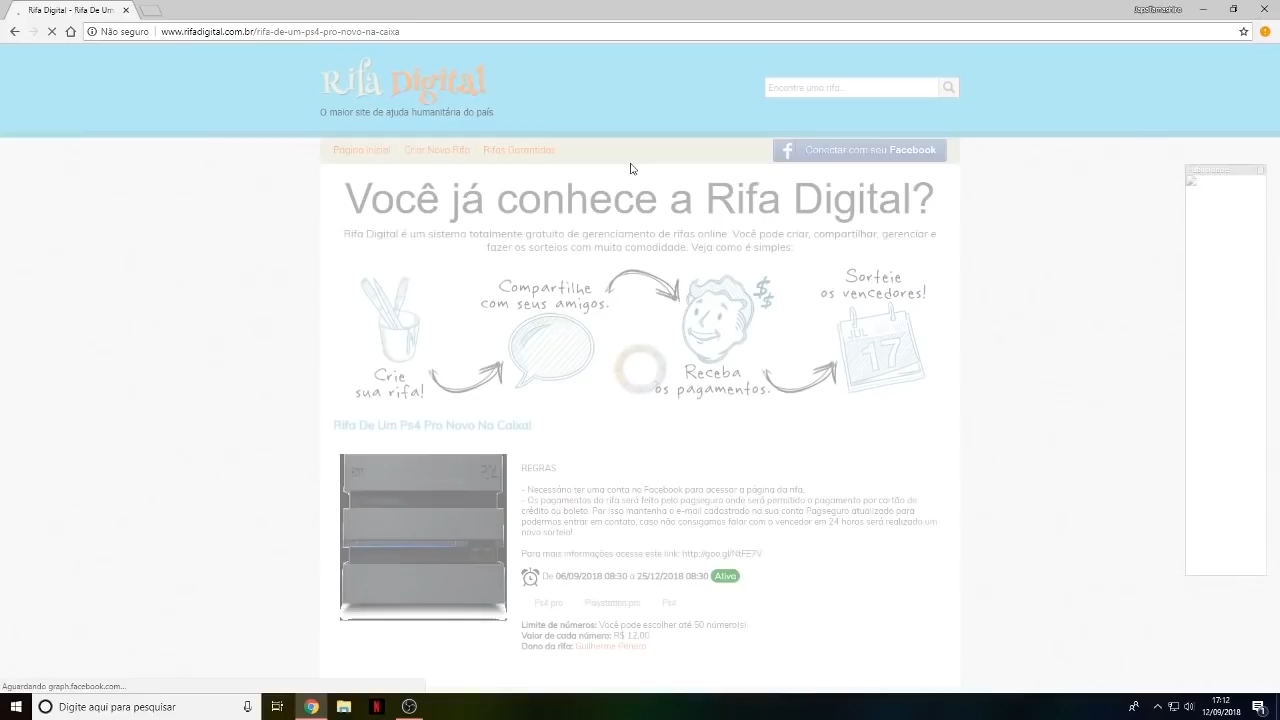 Rifa Digital - Rifa De Um
JapaTomashiro
Não seguro
www.rifadigital.com.br/rifa-de-um-ps4-pro-novo-na-caixa
Rifa Digital
O maior site de ajuda humanitária do país
Encontre uma rifa...
Página Inicial Criar Nova Rifa Rifas Garantidas
f Conectar com seu Facebook
Você já conhece a Rifa Digital?
Rifa Digital é um sistema totalmente gratuito de gerenciamento de rifas online. Você pode criar, compartilhar, gerenciar e
fazer os sorteios com muita comodidade. Veja como é simples:
Crie
sua rifa!
Compartilhe
com seus amigos.
$$
Receba
os pagamentos.
Sorteie
os vencedores!
17
Rifa De Um Ps4 Pro Novo Na Caixa!
REGRAS
- Necessário ter uma conta no Facebook para acessar a página da rifa.
- Os pagamentos da rifa será feito pelo pagseguro onde será permitido o pagamento por cartão de
crédito ou boleto. Por isso mantenha o e-mail cadastrado na sua conta Pagseguro atualizado para
podermos entrar em contato, caso não consigamos falar com o vencedor em 24 horas será realizado um
novo sorteio!
Para mais informações acesse este link: http://goo.gl/NtFE7V
De 06/09/2018 08:30 a 25/12/2018 08:30 Ativa
Ps4 pro Playstation pro Ps4
Limite de números: Você pode escolher até 50 número(s).
Valor de cada número: R$ 12,00
Dono da rifa: Guilherme Pereira
Aguardando graph.facebook.com...
Digite aqui para pesquisar
17:12
12/09/2018